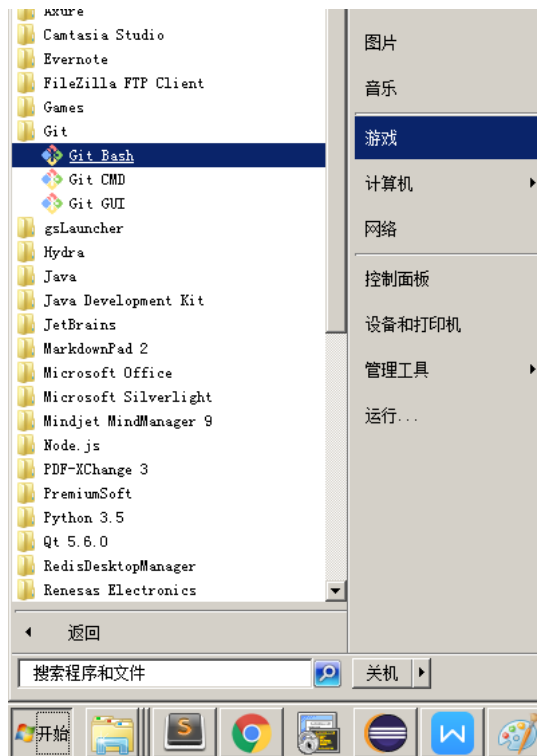 Axure
Camtasia Studio
Evernote
FileZilla FTP Client
Games
Git
Git Bash
Git CMD
Git GUI
gsLauncher
Hydra
Java
Java Development Kit
JetBrains
MarkdownPad 2
Microsoft Office
Microsoft Silverlight
Mindjet MindManager 9
Node.js
PDF-XChange 3
PremiumSoft
Python 3.5
Qt 5.6.0
RedisDesktopManager
Renesas Electronics
返回
搜索程序和文件
图片
音乐
游戏
计算机
网络
控制面板
设备和打印机
管理工具
运行...
关机
开始